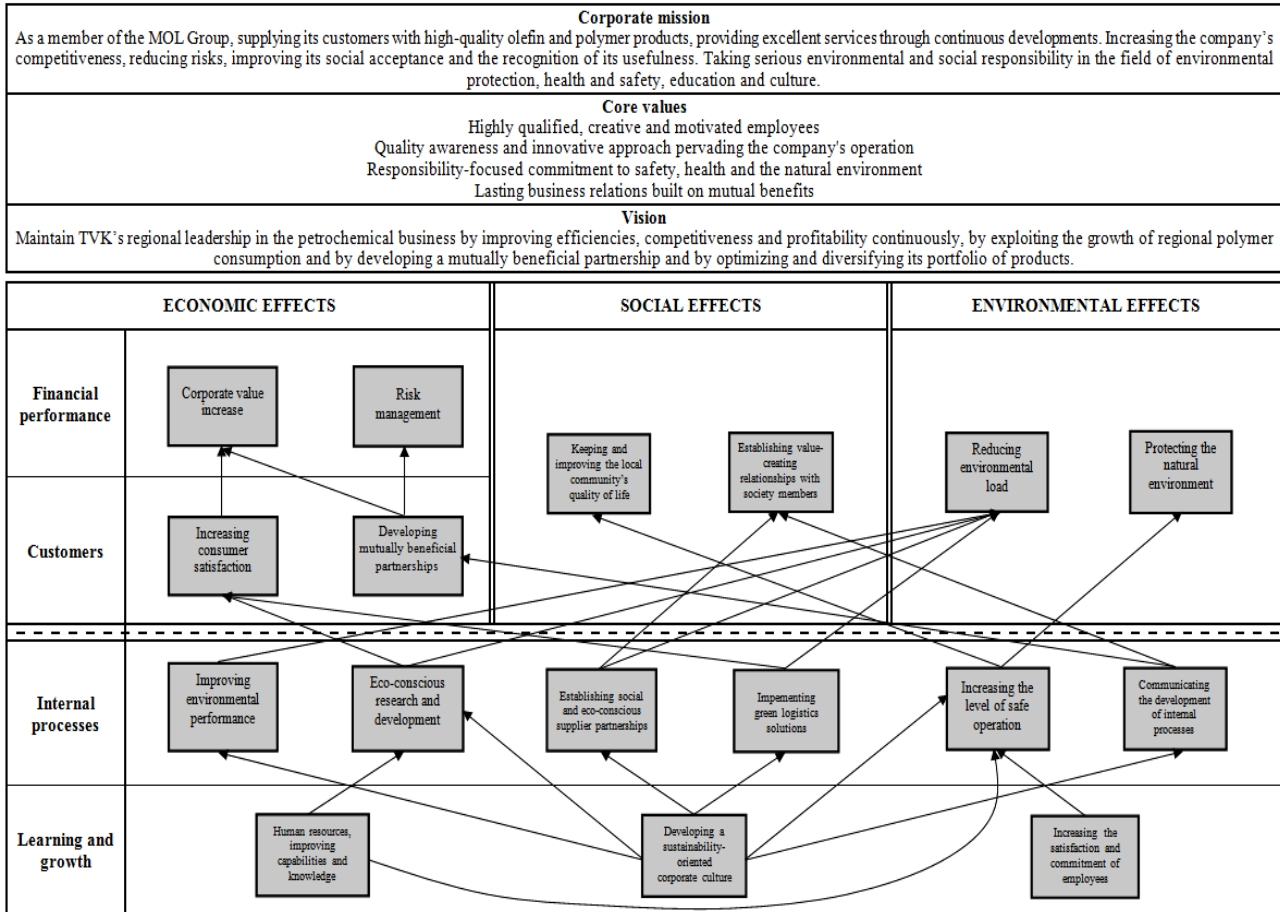 Corporate mission
As a member of the MOL Group, supplying its customers with high-quality olefin and polymer products, providing excellent services through continuous developments. Increasing the company's
competitiveness, reducing risks, improving its social acceptance and the recognition of its usefulness. Taking serious environmental and social responsibility in the field of environmental
protection, health and safety, education and culture.
Core values
Highly qualified, creative and motivated employees
Quality awareness and innovative approach pervading the company's operation
Responsibility-focused commitment to safety, health and the natural environment
Lasting business relations built on mutual benefits
Vision
Maintain TVK's regional leadership in the petrochemical business by improving efficiencies, competitiveness and profitability continuously, by exploiting the growth of regional polymer
consumption and by developing a mutually beneficial partnership and by optimizing and diversifying its portfolio of products.
ECONOMIC EFFECTS
SOCIAL EFFECTS
ENVIRONMENTAL EFFECTS
Financial
performance
Corporate value
increase
Risk
management
Keeping and
improving the local
community's
quality of life
Establishing value-
creating
relationships with
society members
Reducing
environmental
load
Protecting the
natural
environment
Customers
Increasing
consumer
satisfaction
Developing
mutually beneficial
partnerships
Internal
processes
Improving
environmental
performance
Eco-conscious
research and
development
Establishing social
and eco-conscious
supplier partnerships
Impementing
green logistics
solutions
Increasing the
level of safe
operation
Communicating
the development
of internal
processes
Learning and
growth
Human resources,
improving
capabilities and
knowledge
Developing a
sustainability-
oriented
corporate culture
Increasing the
satisfaction and
commitment of
employees